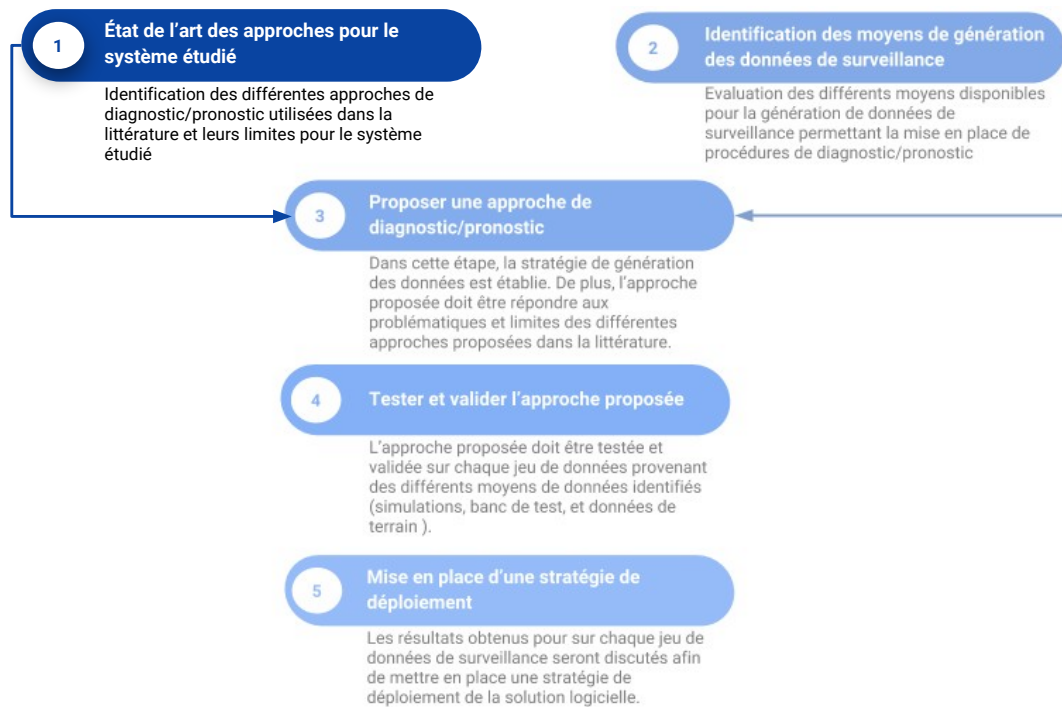 1
État de l'art des approches pour le
système étudié
Identification des différentes approches de
diagnostic/pronostic utilisées dans la
littérature et leurs limites pour le système
étudié
2
Identification des moyens de génération
des données de surveillance
Evaluation des différents moyens disponibles
pour la génération de données de
surveillance permettant la mise en place de
procédures de diagnostic/pronostic
3
Proposer une approche de
diagnostic/pronostic
Dans cette étape, la stratégie de génération
des données est établie. De plus, l'approche
proposée doit être répondre aux
problématiques et limites des différentes
approches proposées dans la littérature.
4
Tester et valider l'approche proposée
L'approche proposée doit être testée et
validée sur chaque jeu de données provenant
des différents moyens de données identifiés
(simulations, banc de test, et données de
terrain ).
5
Mise en place d'une stratégie de
déploiement
Les résultats obtenus pour sur chaque jeu de
données de surveillance seront discutés afin
de mettre en place une stratégie de
déploiement de la solution logicielle.